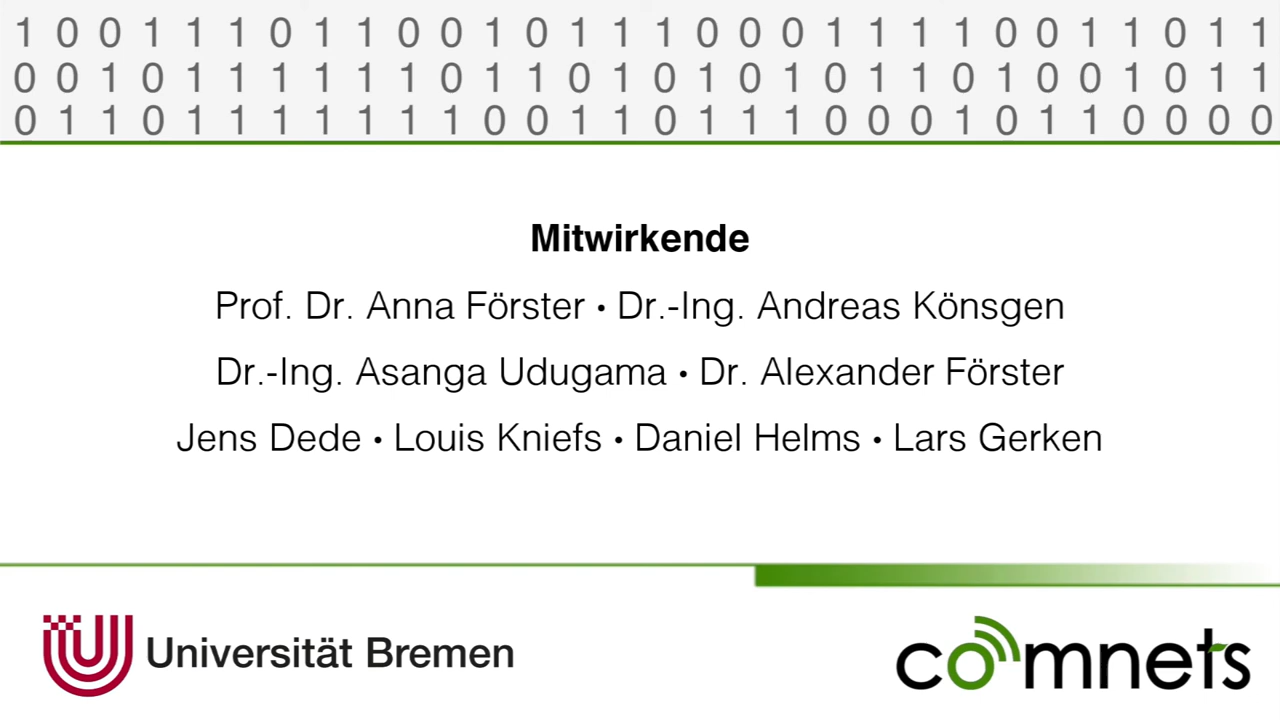 1 0 0 1 1 1 0 1 1 0 0 1 0 1 1 1 0 0 0 1 1 1 1 0 0 1 1 0 1 1
0 0 1 0 1 1 1 1 1 1 0 1 1 0 1 0 1 0 1 0 1 1 0 1 0 0 1 0 1 1
0 1 1 0 1 1 1 1 1 1 1 0 0 1 1 0 1 1 1 0 0 0 1 0 1 1 0 0 0 0
Mitwirkende
Prof. Dr. Anna Förster • Dr.-Ing. Andreas Könsgen
Dr.-Ing. Asanga Udugama • Dr. Alexander Förster
Jens Dede • Louis Kniefs • Daniel Helms • Lars Gerken
Universität Bremen
comnets